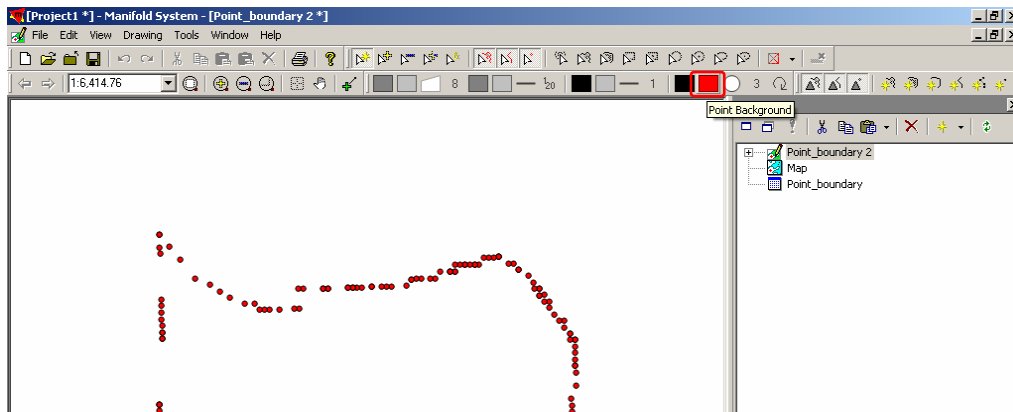 [Project1 *] - Manifold System - [Point_boundary 2 *]
File Edit View Drawing Tools Window Help
1:6,414.76 8 1/20 1 3
Point Background
Point_boundary 2
Map
Point_boundary